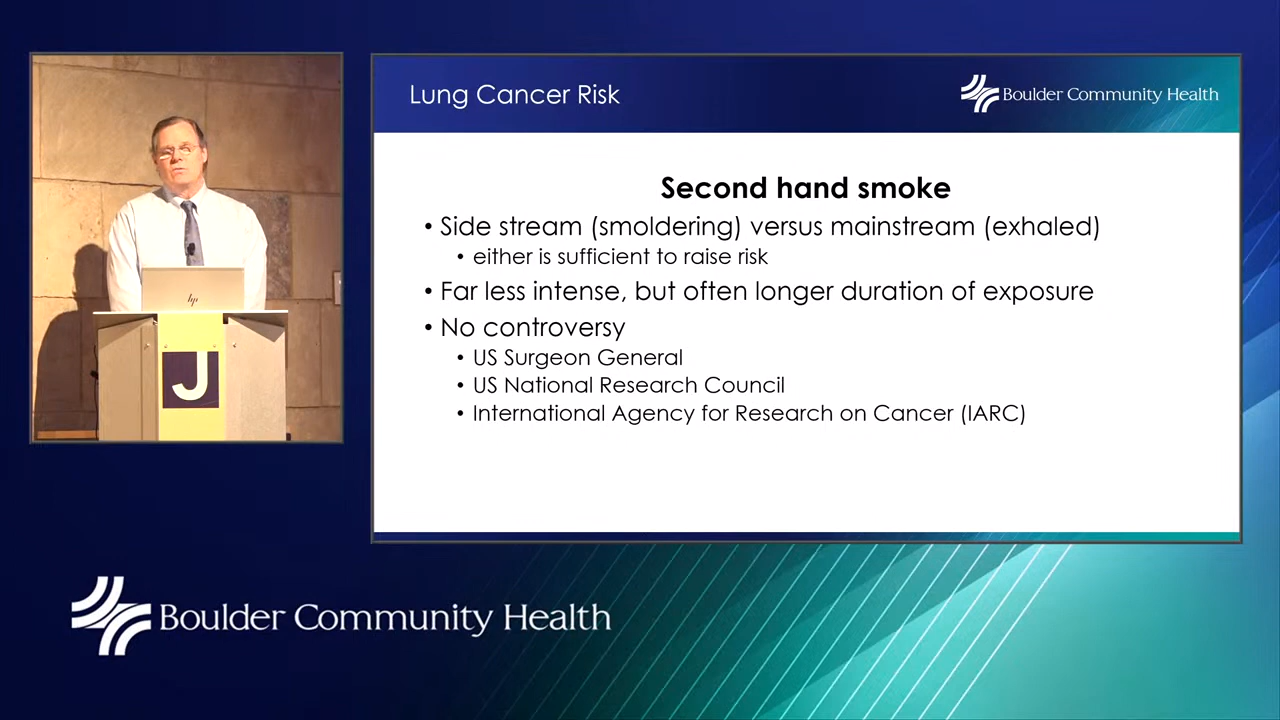 Lung Cancer Risk
Boulder Community Health
Second hand smoke
• Side stream (smoldering) versus mainstream (exhaled)
• either is sufficient to raise risk
• Far less intense, but often longer duration of exposure
• No controversy
• US Surgeon General
• US National Research Council
• International Agency for Research on Cancer (IARC)
hp
J
Boulder Community Health